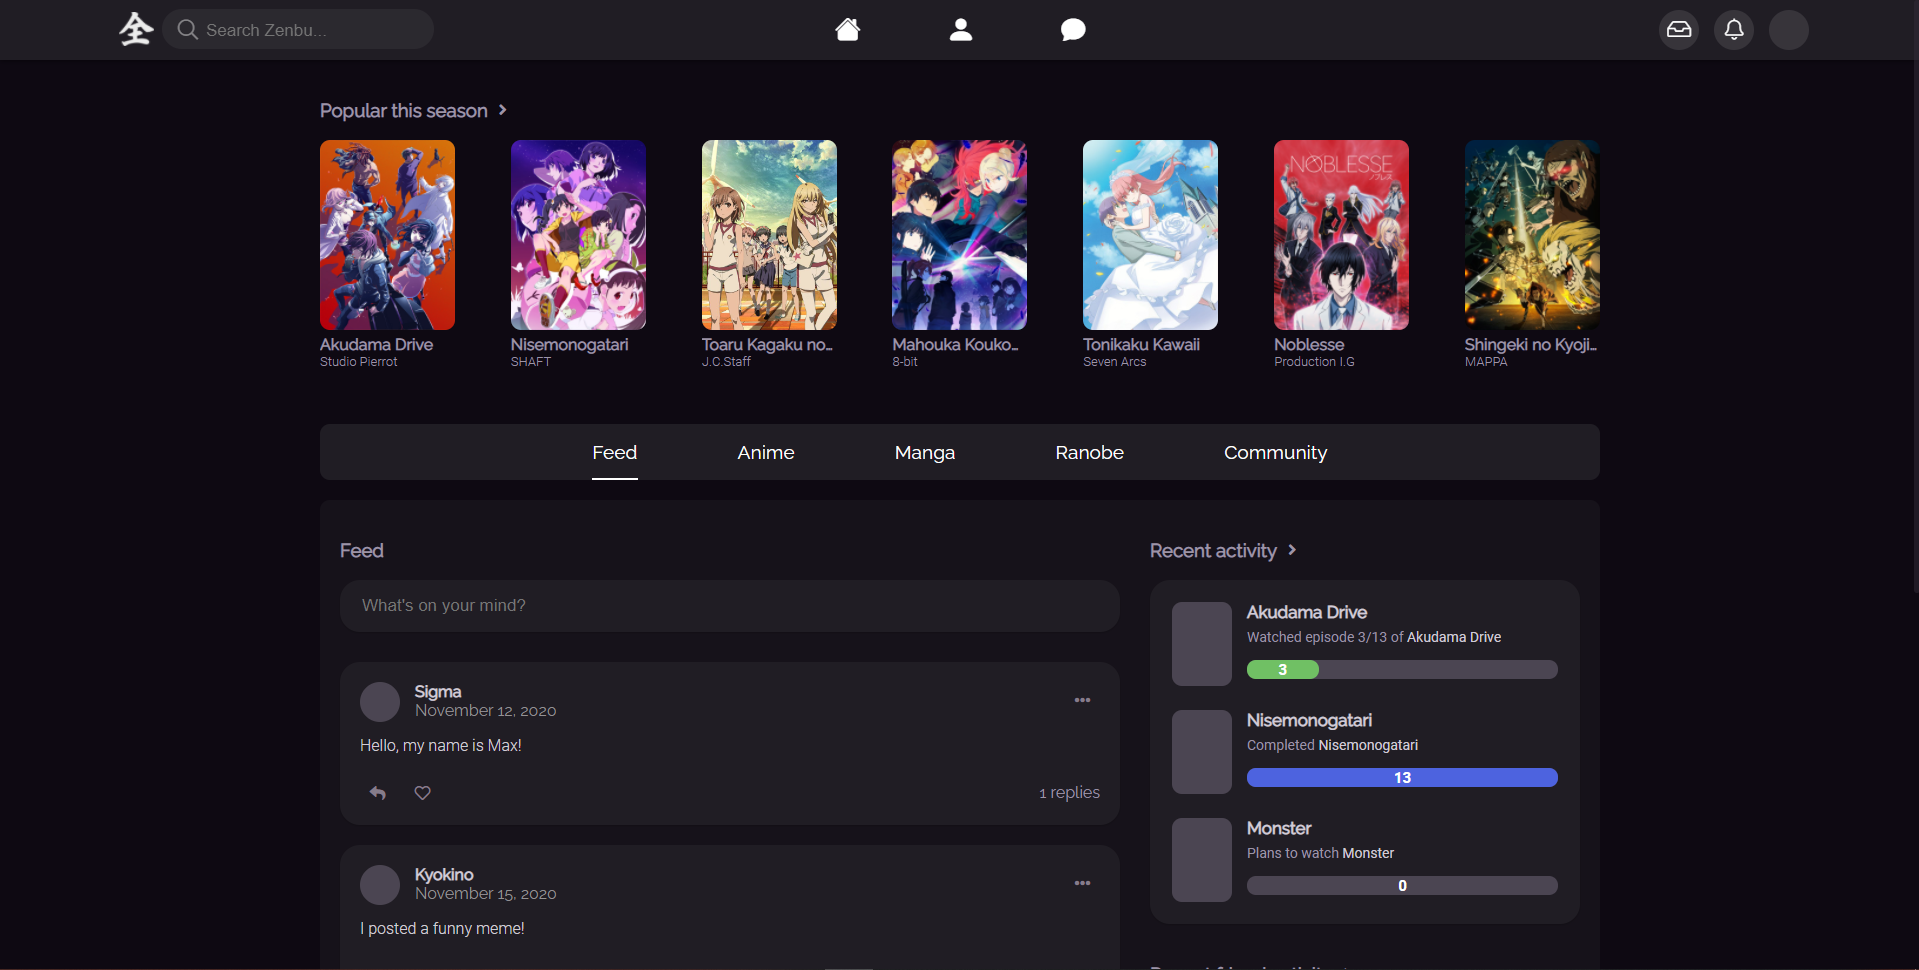 全
Search Zenbu...
Popular this season
NOBLESSE
ノブレス
Akudama Drive
Studio Pierrot
Nisemonogatari
SHAFT
Toaru Kagaku no...
J.C.Staff
Mahouka Kouko...
8-bit
Tonikaku Kawaii
Seven Arcs
Noblesse
Production I.G
Shingeki no Kyoji...
MAPPA
Feed
Anime
Manga
Ranobe
Community
Feed
What's on your mind?
Sigma
November 12, 2020
Hello, my name is Max!
1 replies
Kyokino
November 15, 2020
I posted a funny meme!
Recent activity
Akudama Drive
Watched episode 3/13 of Akudama Drive
3
Nisemonogatari
Completed Nisemonogatari
13
Monster
Plans to watch Monster
0